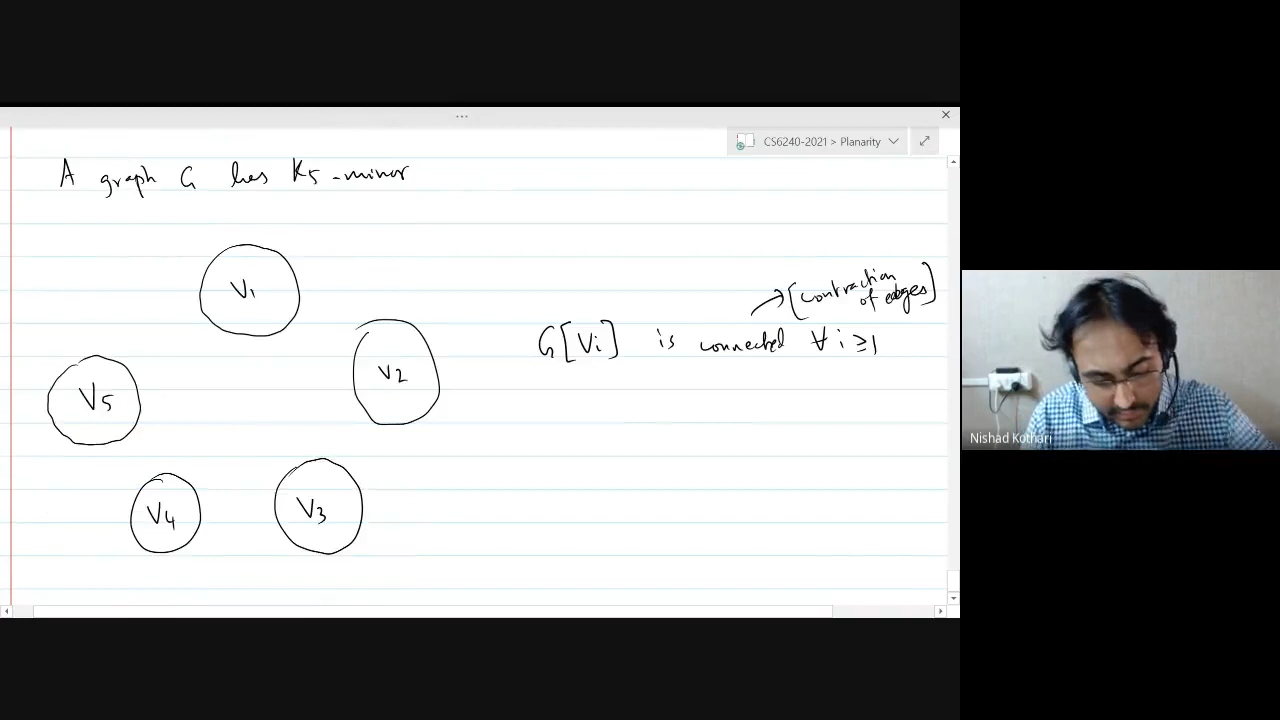 CS6240-2021 > Planarity
A graph G has K5-minor
V1
V2
V5
V4
V3
[contraction of edges]
G[Vi] is connected ∀ i ≥ 1
Nishad Kothari